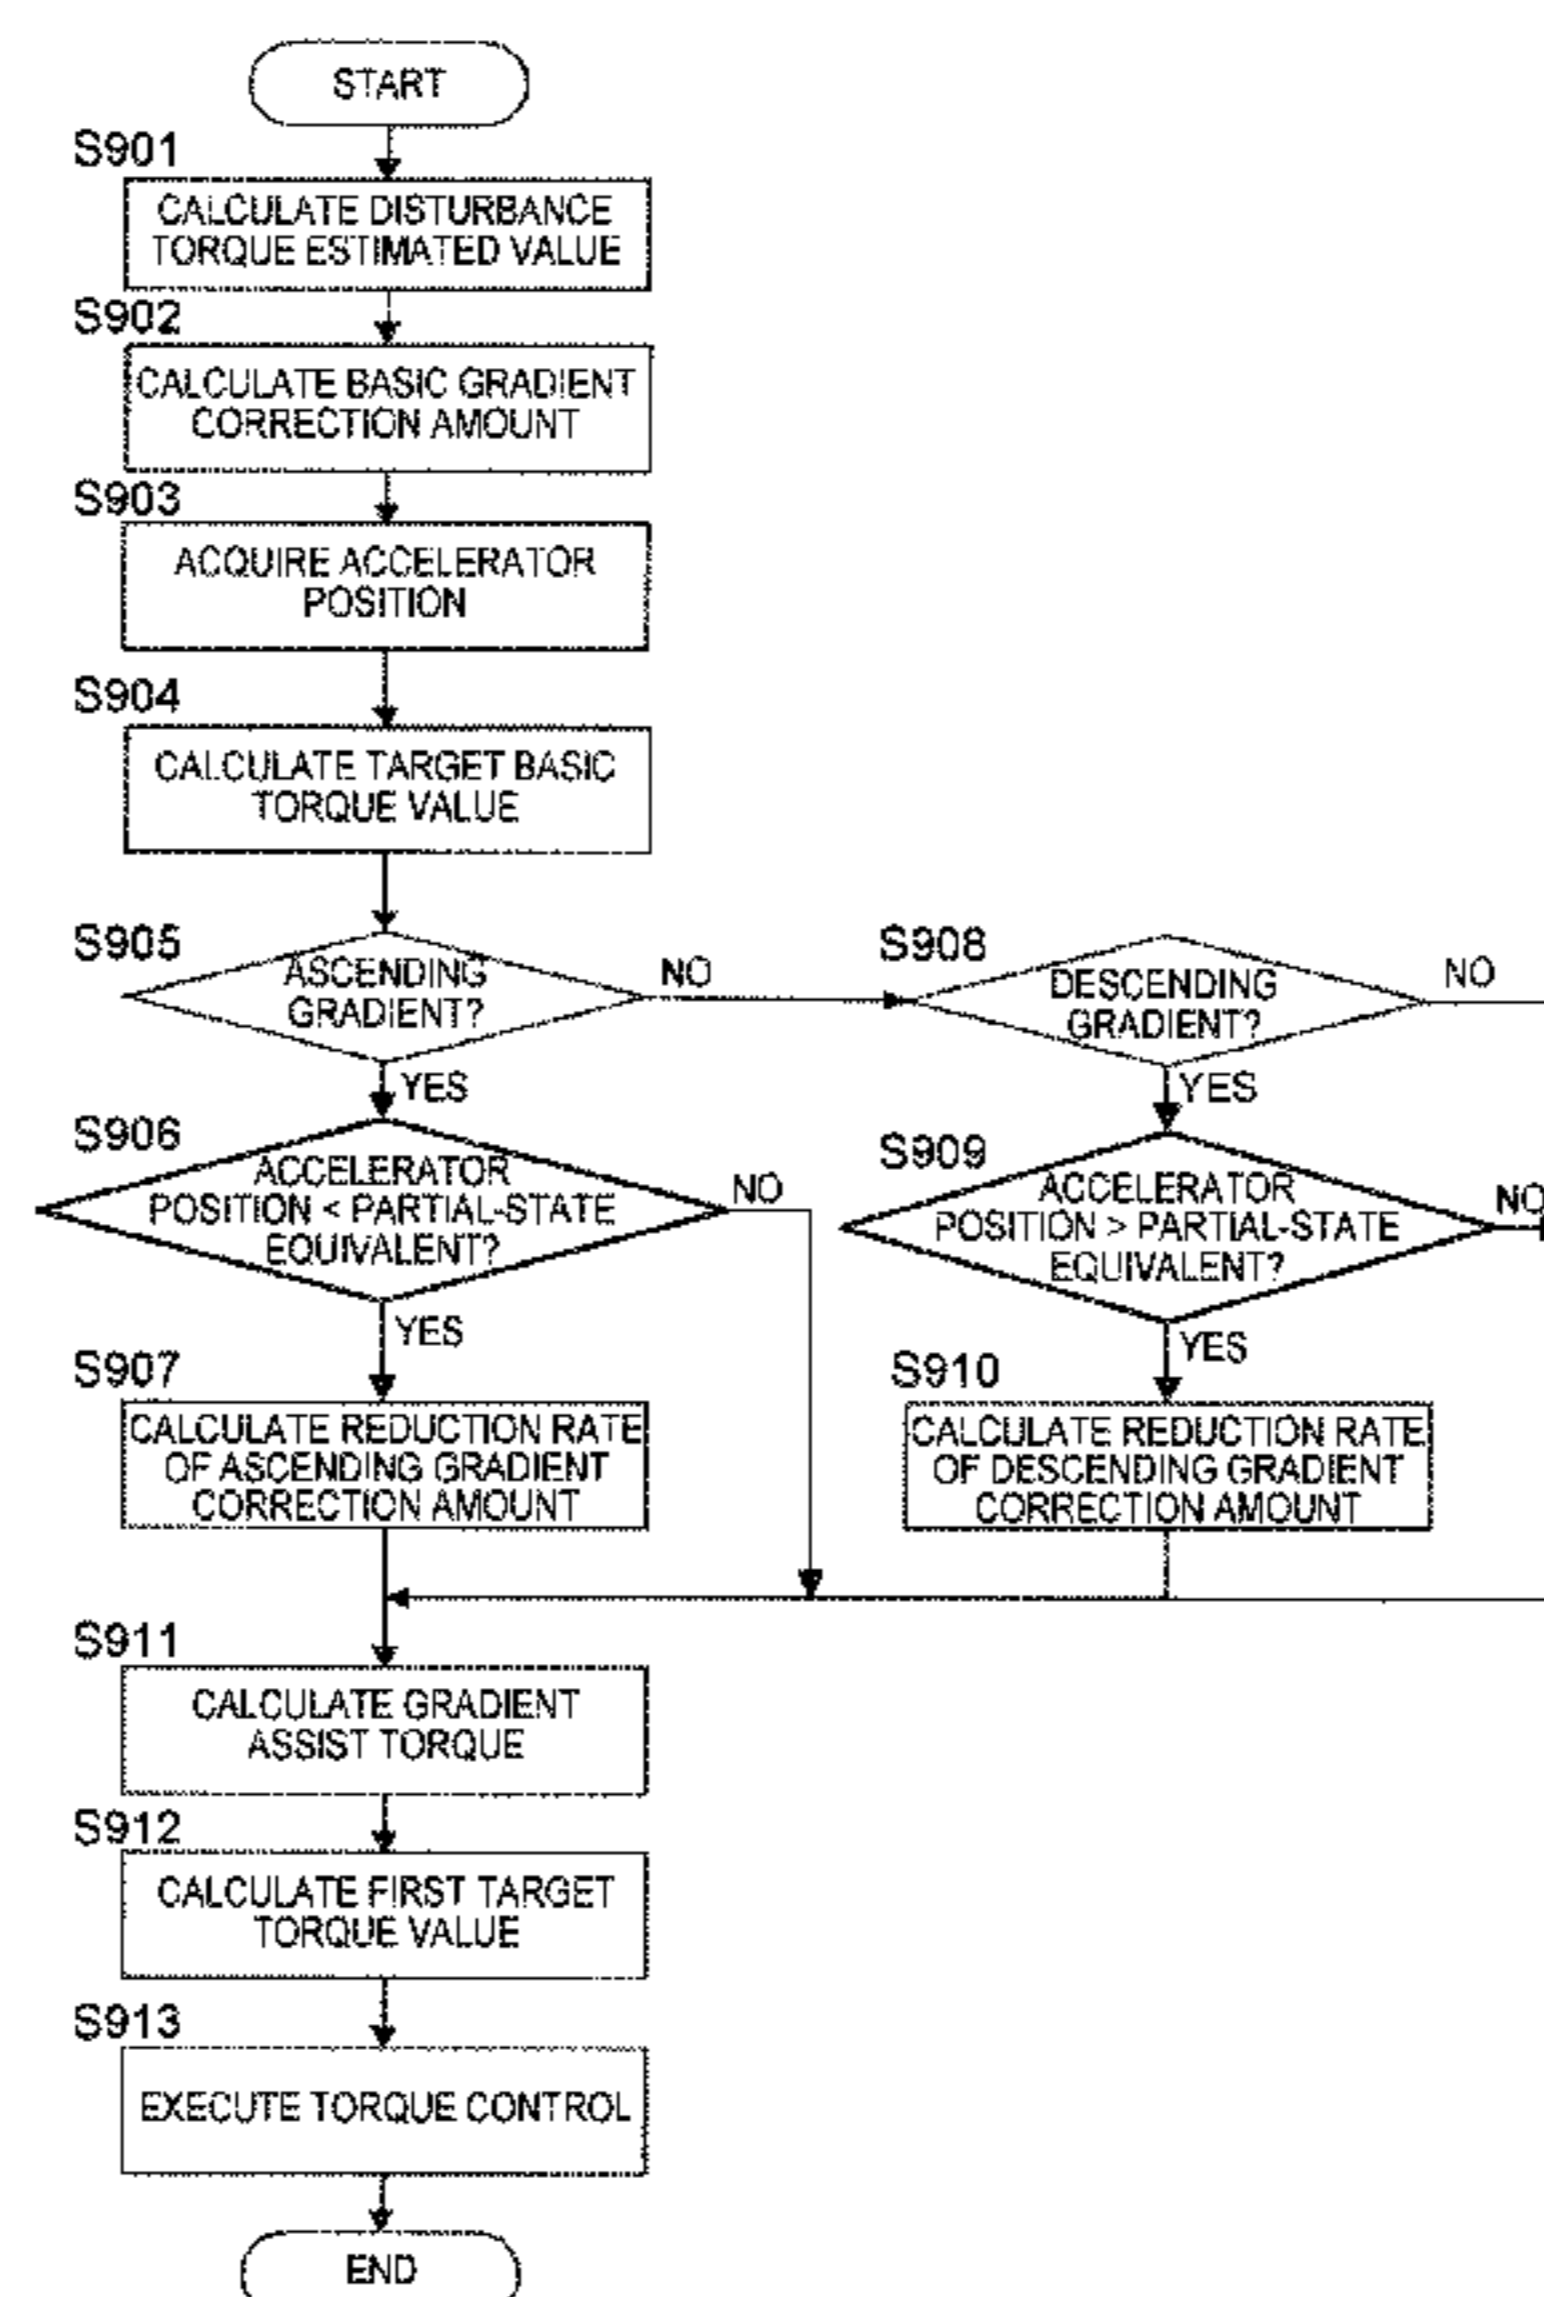 START
S901
CALCULATE DISTURBANCE
TORQUE ESTIMATED VALUE
S902
CALCULATE BASIC GRADIENT
CORRECTION AMOUNT
S903
ACQUIRE ACCELERATOR
POSITION
S904
CALCULATE TARGET BASIC
TORQUE VALUE
S905
ASCENDING
GRADIENT?
NO
YES
S908
DESCENDING
GRADIENT?
NO
YES
S906
ACCELERATOR
POSITION < PARTIAL-STATE
EQUIVALENT?
NO
YES
S909
ACCELERATOR
POSITION > PARTIAL-STATE
EQUIVALENT?
NO
YES
S907
CALCULATE REDUCTION RATE
OF ASCENDING GRADIENT
CORRECTION AMOUNT
S910
CALCULATE REDUCTION RATE
OF DESCENDING GRADIENT
CORRECTION AMOUNT
S911
CALCULATE GRADIENT
ASSIST TORQUE
S912
CALCULATE FIRST TARGET
TORQUE VALUE
S913
EXECUTE TORQUE CONTROL
END